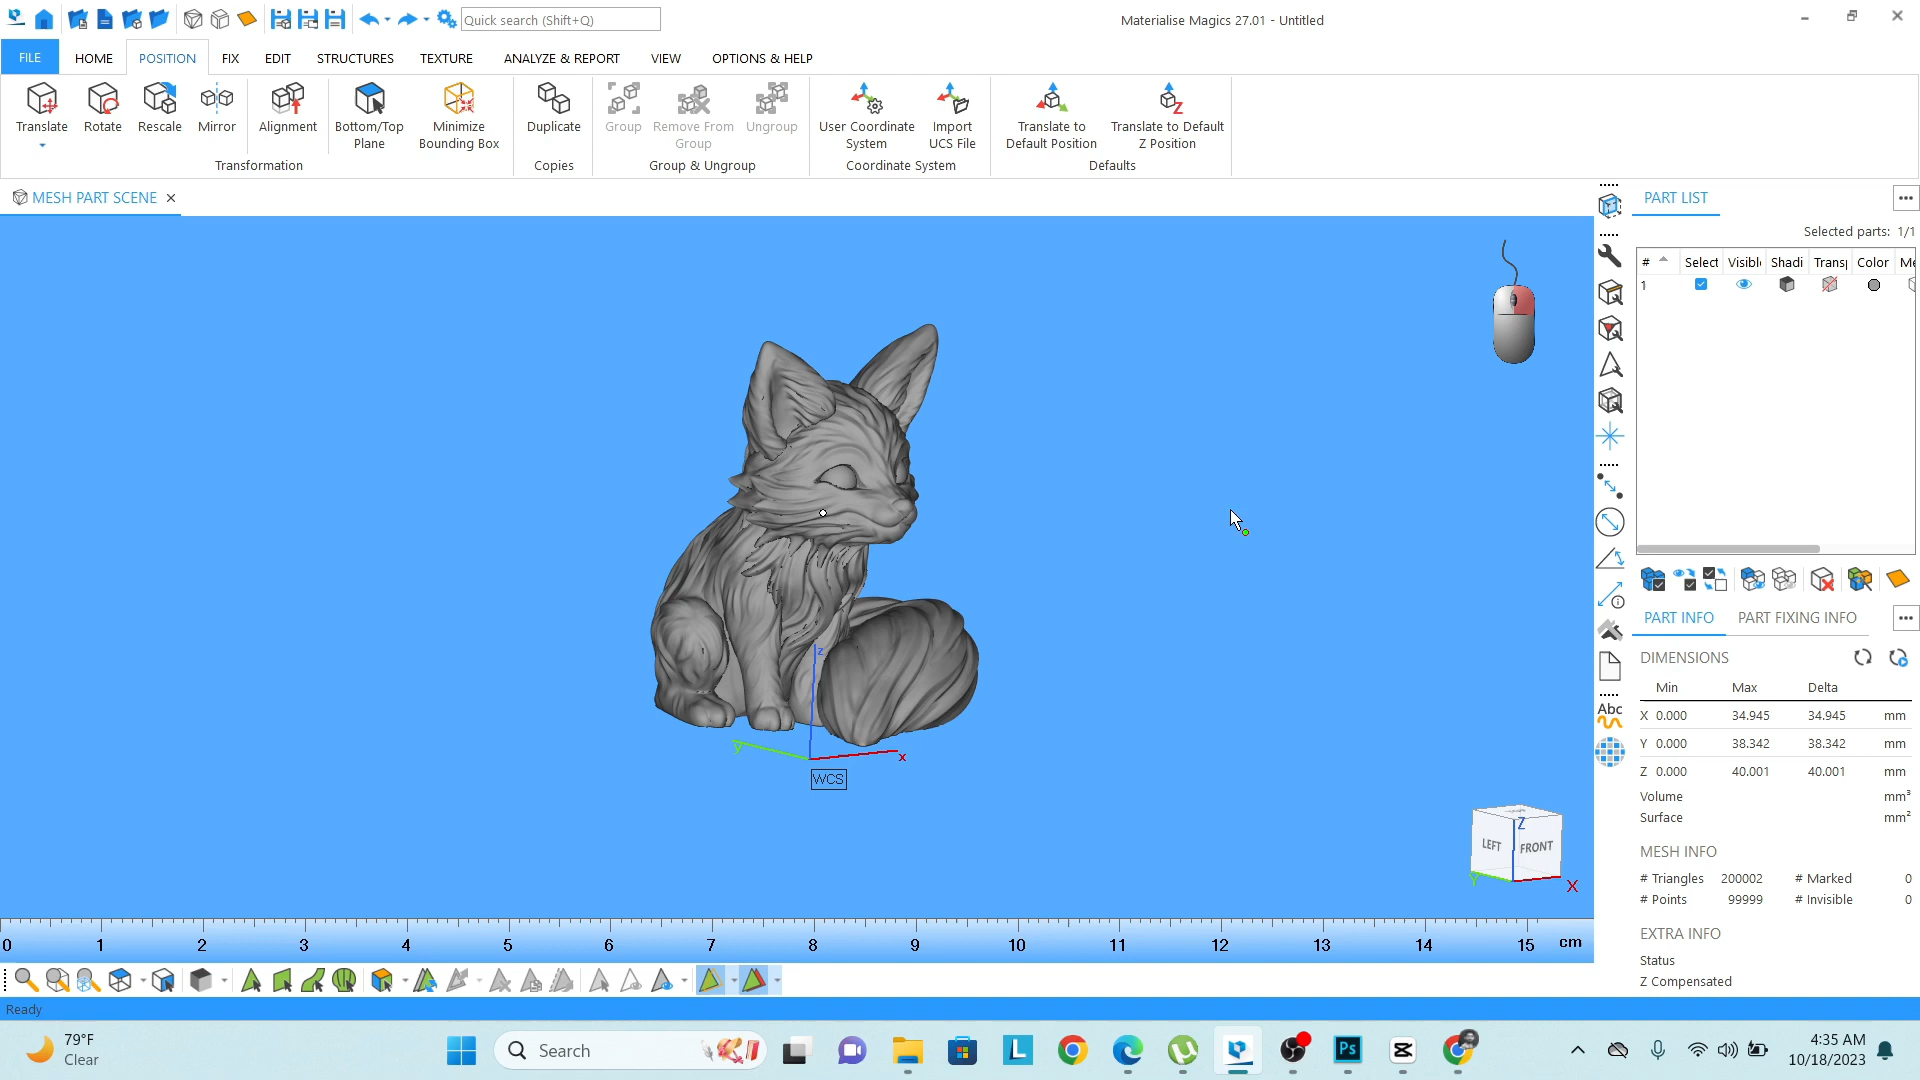 Quick search (Shift+Q)
Materialise Magics 27.01 - Untitled
FILE HOME POSITION FIX EDIT STRUCTURES TEXTURE ANALYZE & REPORT VIEW OPTIONS & HELP
Translate Rotate Rescale Mirror Alignment Bottom/Top Plane Minimize Bounding Box Duplicate Group Remove From Group Ungroup User Coordinate System Import UCS File Translate to Default Position Translate to Default Z Position
Transformation Copies Group & Ungroup Coordinate System Defaults
MESH PART SCENE
PART LIST
Selected parts: 1/1
# Select Visibl Shadi Transp Color Me
1
z
y
x
WCS
Z
LEFT FRONT
Y
X
0 1 2 3 4 5 6 7 8 9 10 11 12 13 14 15 cm
Abc
PART INFO PART FIXING INFO
DIMENSIONS
Min Max Delta
X 0.000 34.945 34.945 mm
Y 0.000 38.342 38.342 mm
Z 0.000 40.001 40.001 mm
Volume mm³
Surface mm²
MESH INFO
# Triangles 200002 # Marked 0
# Points 99999 # Invisible 0
EXTRA INFO
Status
Z Compensated
Ready
79°F
Clear
Search
L
Ps
4:35 AM
10/18/2023